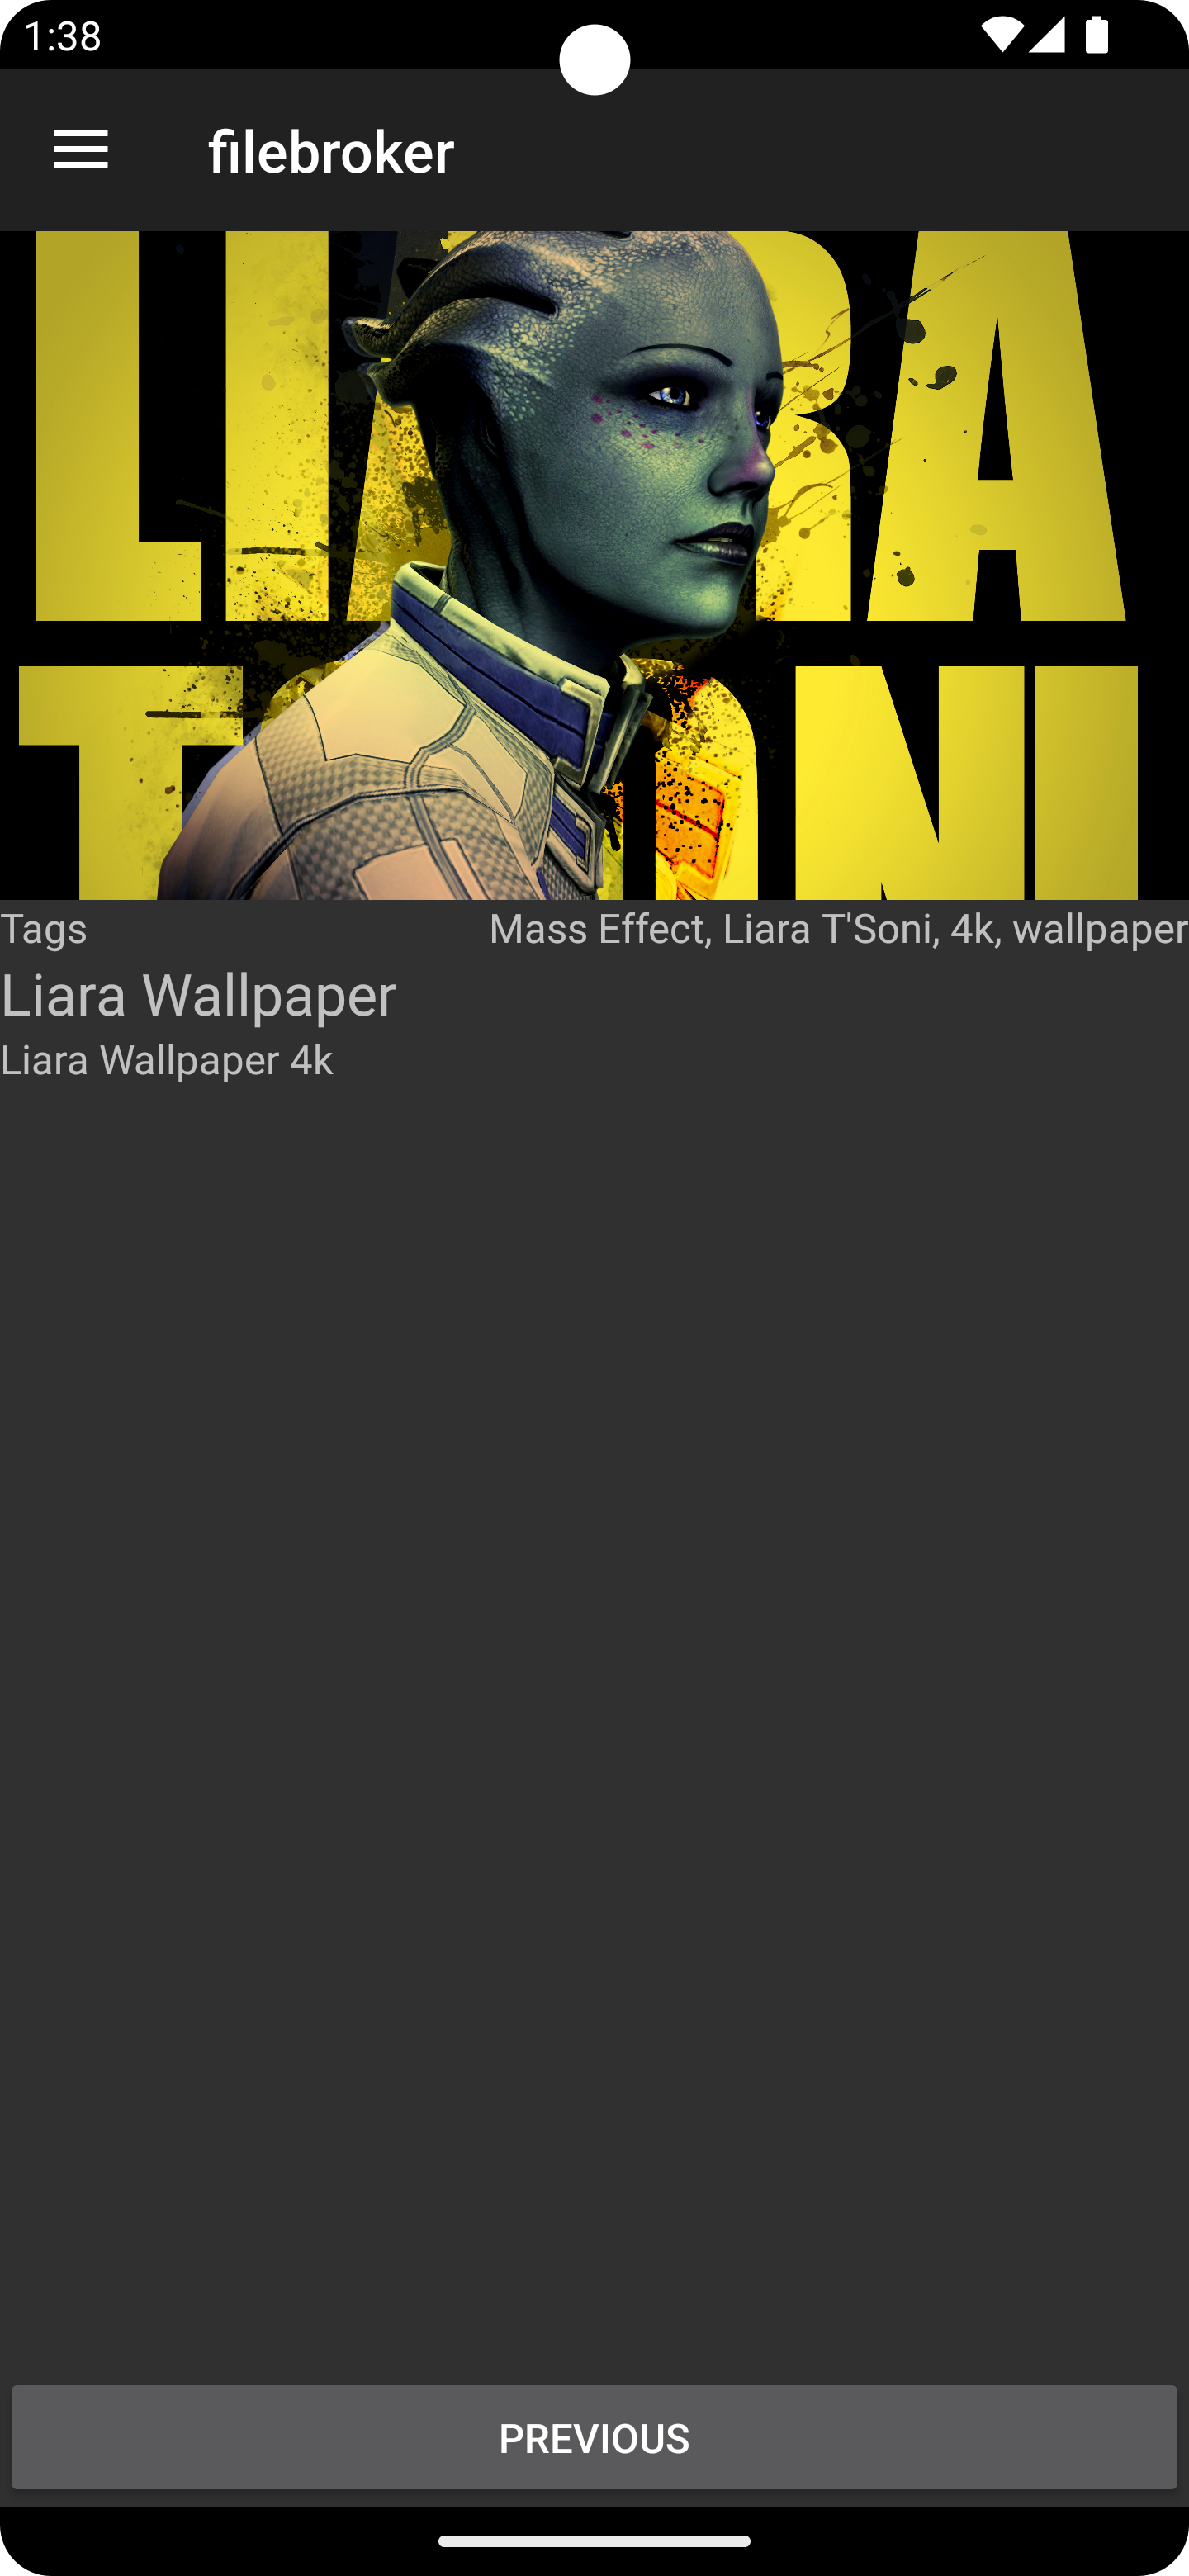 1:38
filebroker
LIARA
T'SONI
Tags Mass Effect, Liara T'Soni, 4k, wallpaper
Liara Wallpaper
Liara Wallpaper 4k
PREVIOUS